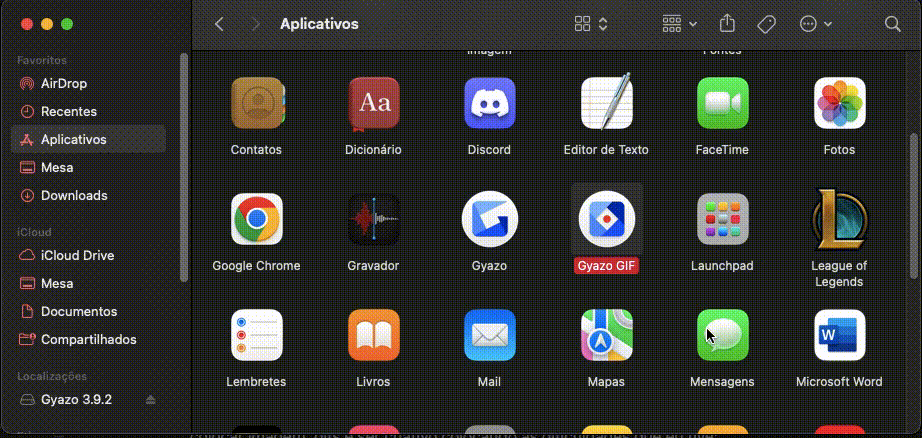 Aplicativos
Favoritos
AirDrop
Recentes
Aplicativos
Mesa
Downloads
iCloud
iCloud Drive
Mesa
Documentos
Compartilhados
Localizações
Gyazo 3.9.2
Imagem Fontes
Aa
Contatos Dicionário Discord Editor de Texto FaceTime Fotos
Google Chrome Gravador Gyazo Gyazo GIF Launchpad League of
Legends
W
Lembretes Livros Mail Mapas Mensagens Microsoft Word